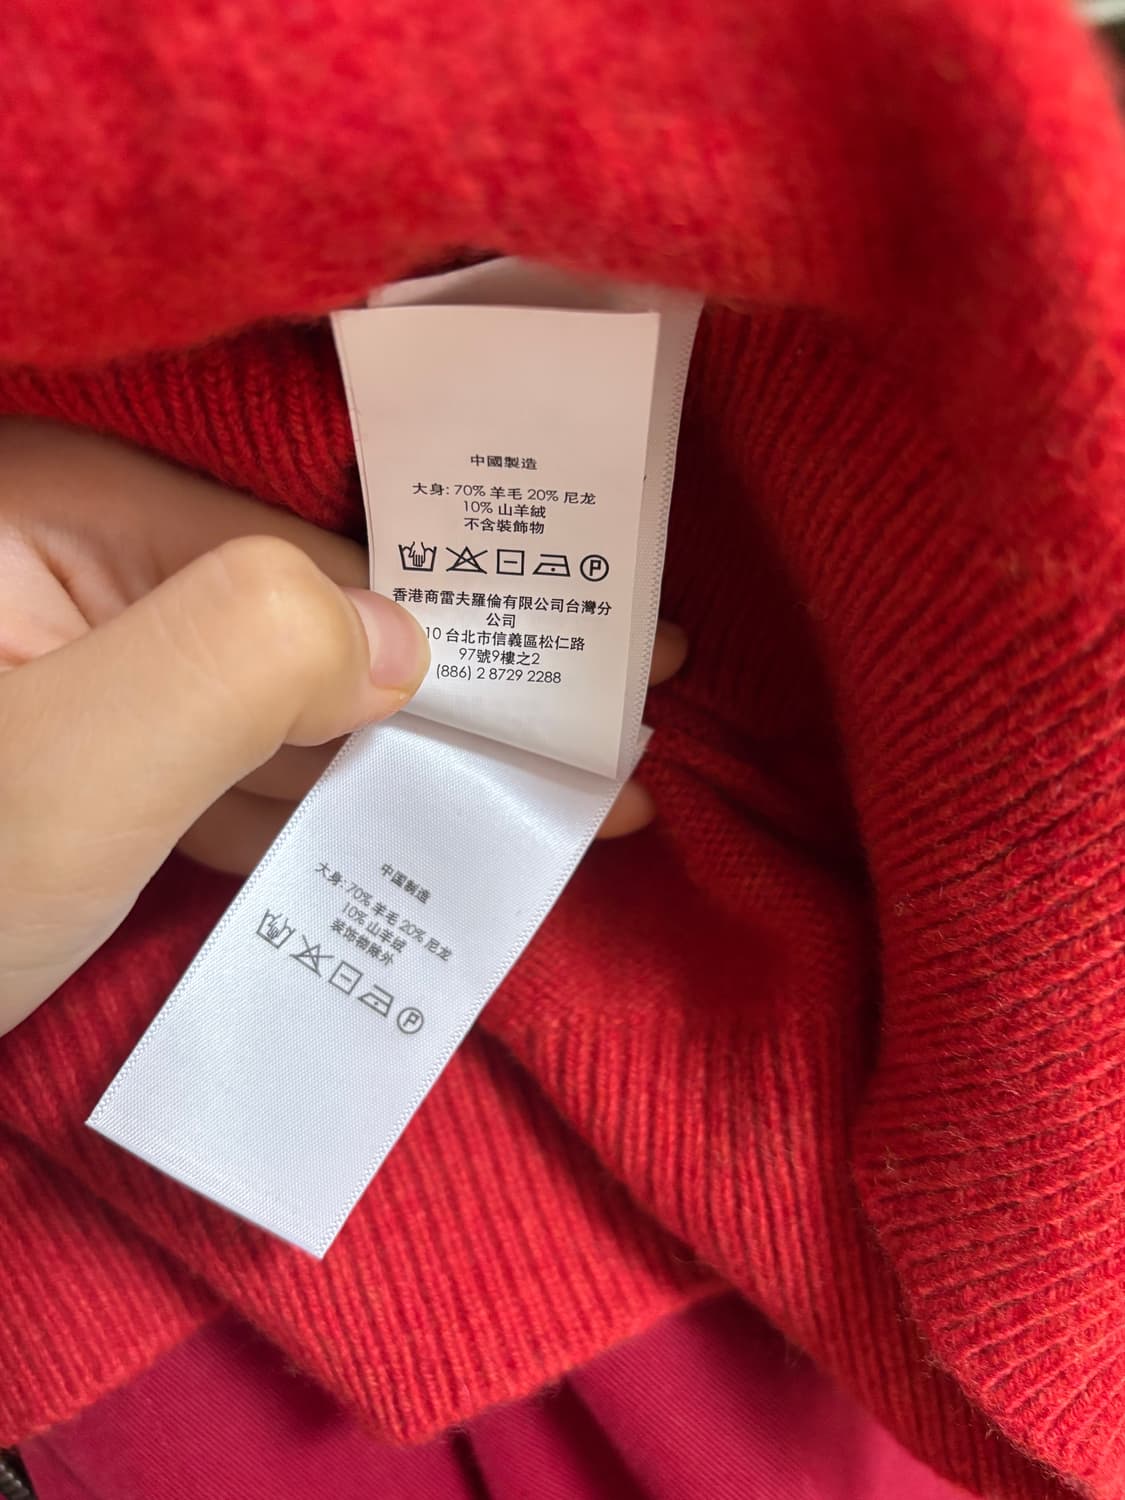 中國製造
大身: 70% 羊毛 20% 尼龙
10% 山羊絨
不含裝飾物
P
香港商雷夫羅倫有限公司台灣分
公司
10 台北市信義區松仁路
97號9樓之2
(886) 2 8729 2288
中国制造
大身: 70% 羊毛 20% 尼龙
10% 山羊绒
装饰物除外
P